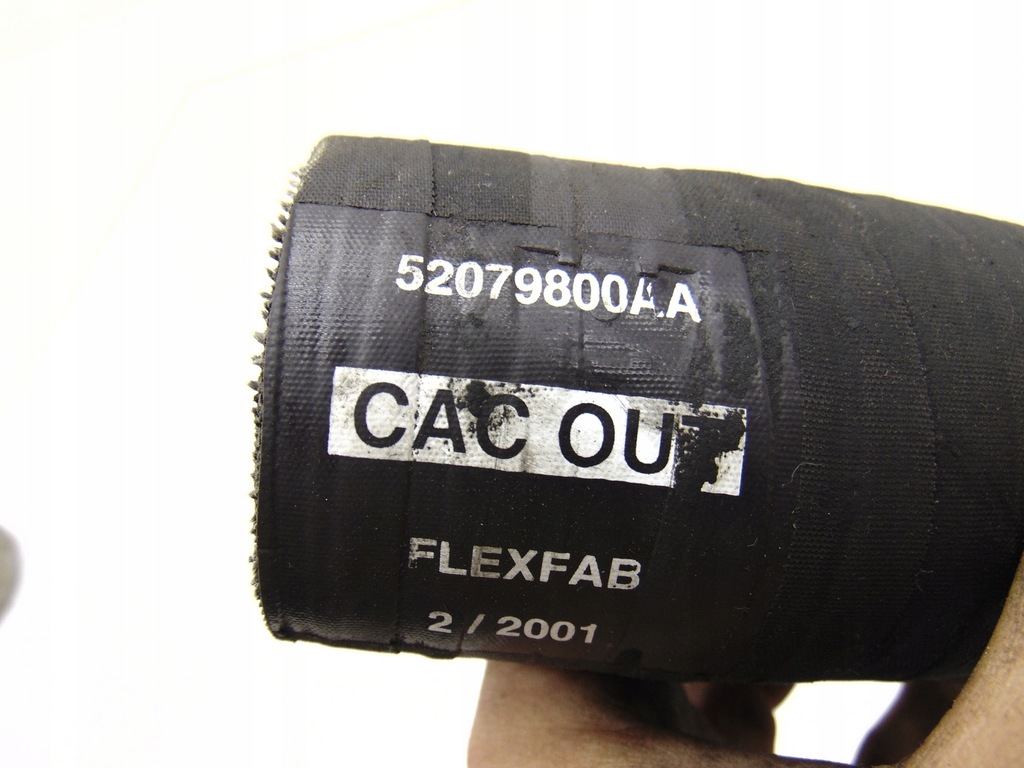 52079800AA
CAC OUT
FLEXFAB
2 / 2001